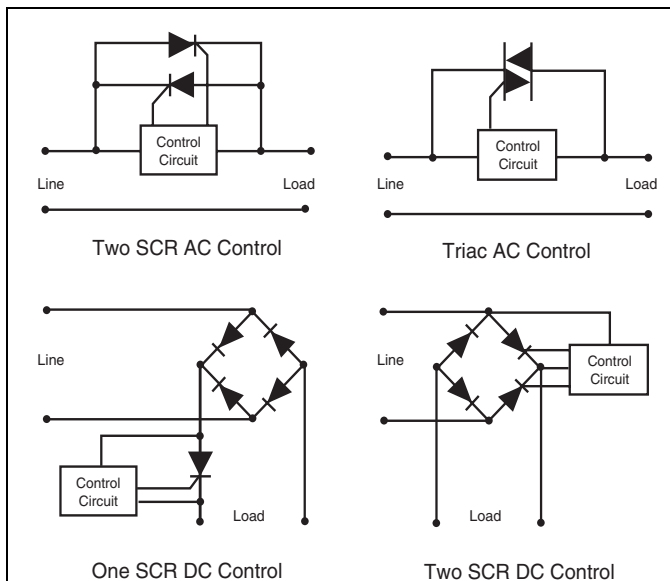 Control
Circuit
Line
Load
Two SCR AC Control
Control
Circuit
Line
Load
Triac AC Control
Line
Control
Circuit
Load
One SCR DC Control
Line
Control
Circuit
Load
Two SCR DC Control